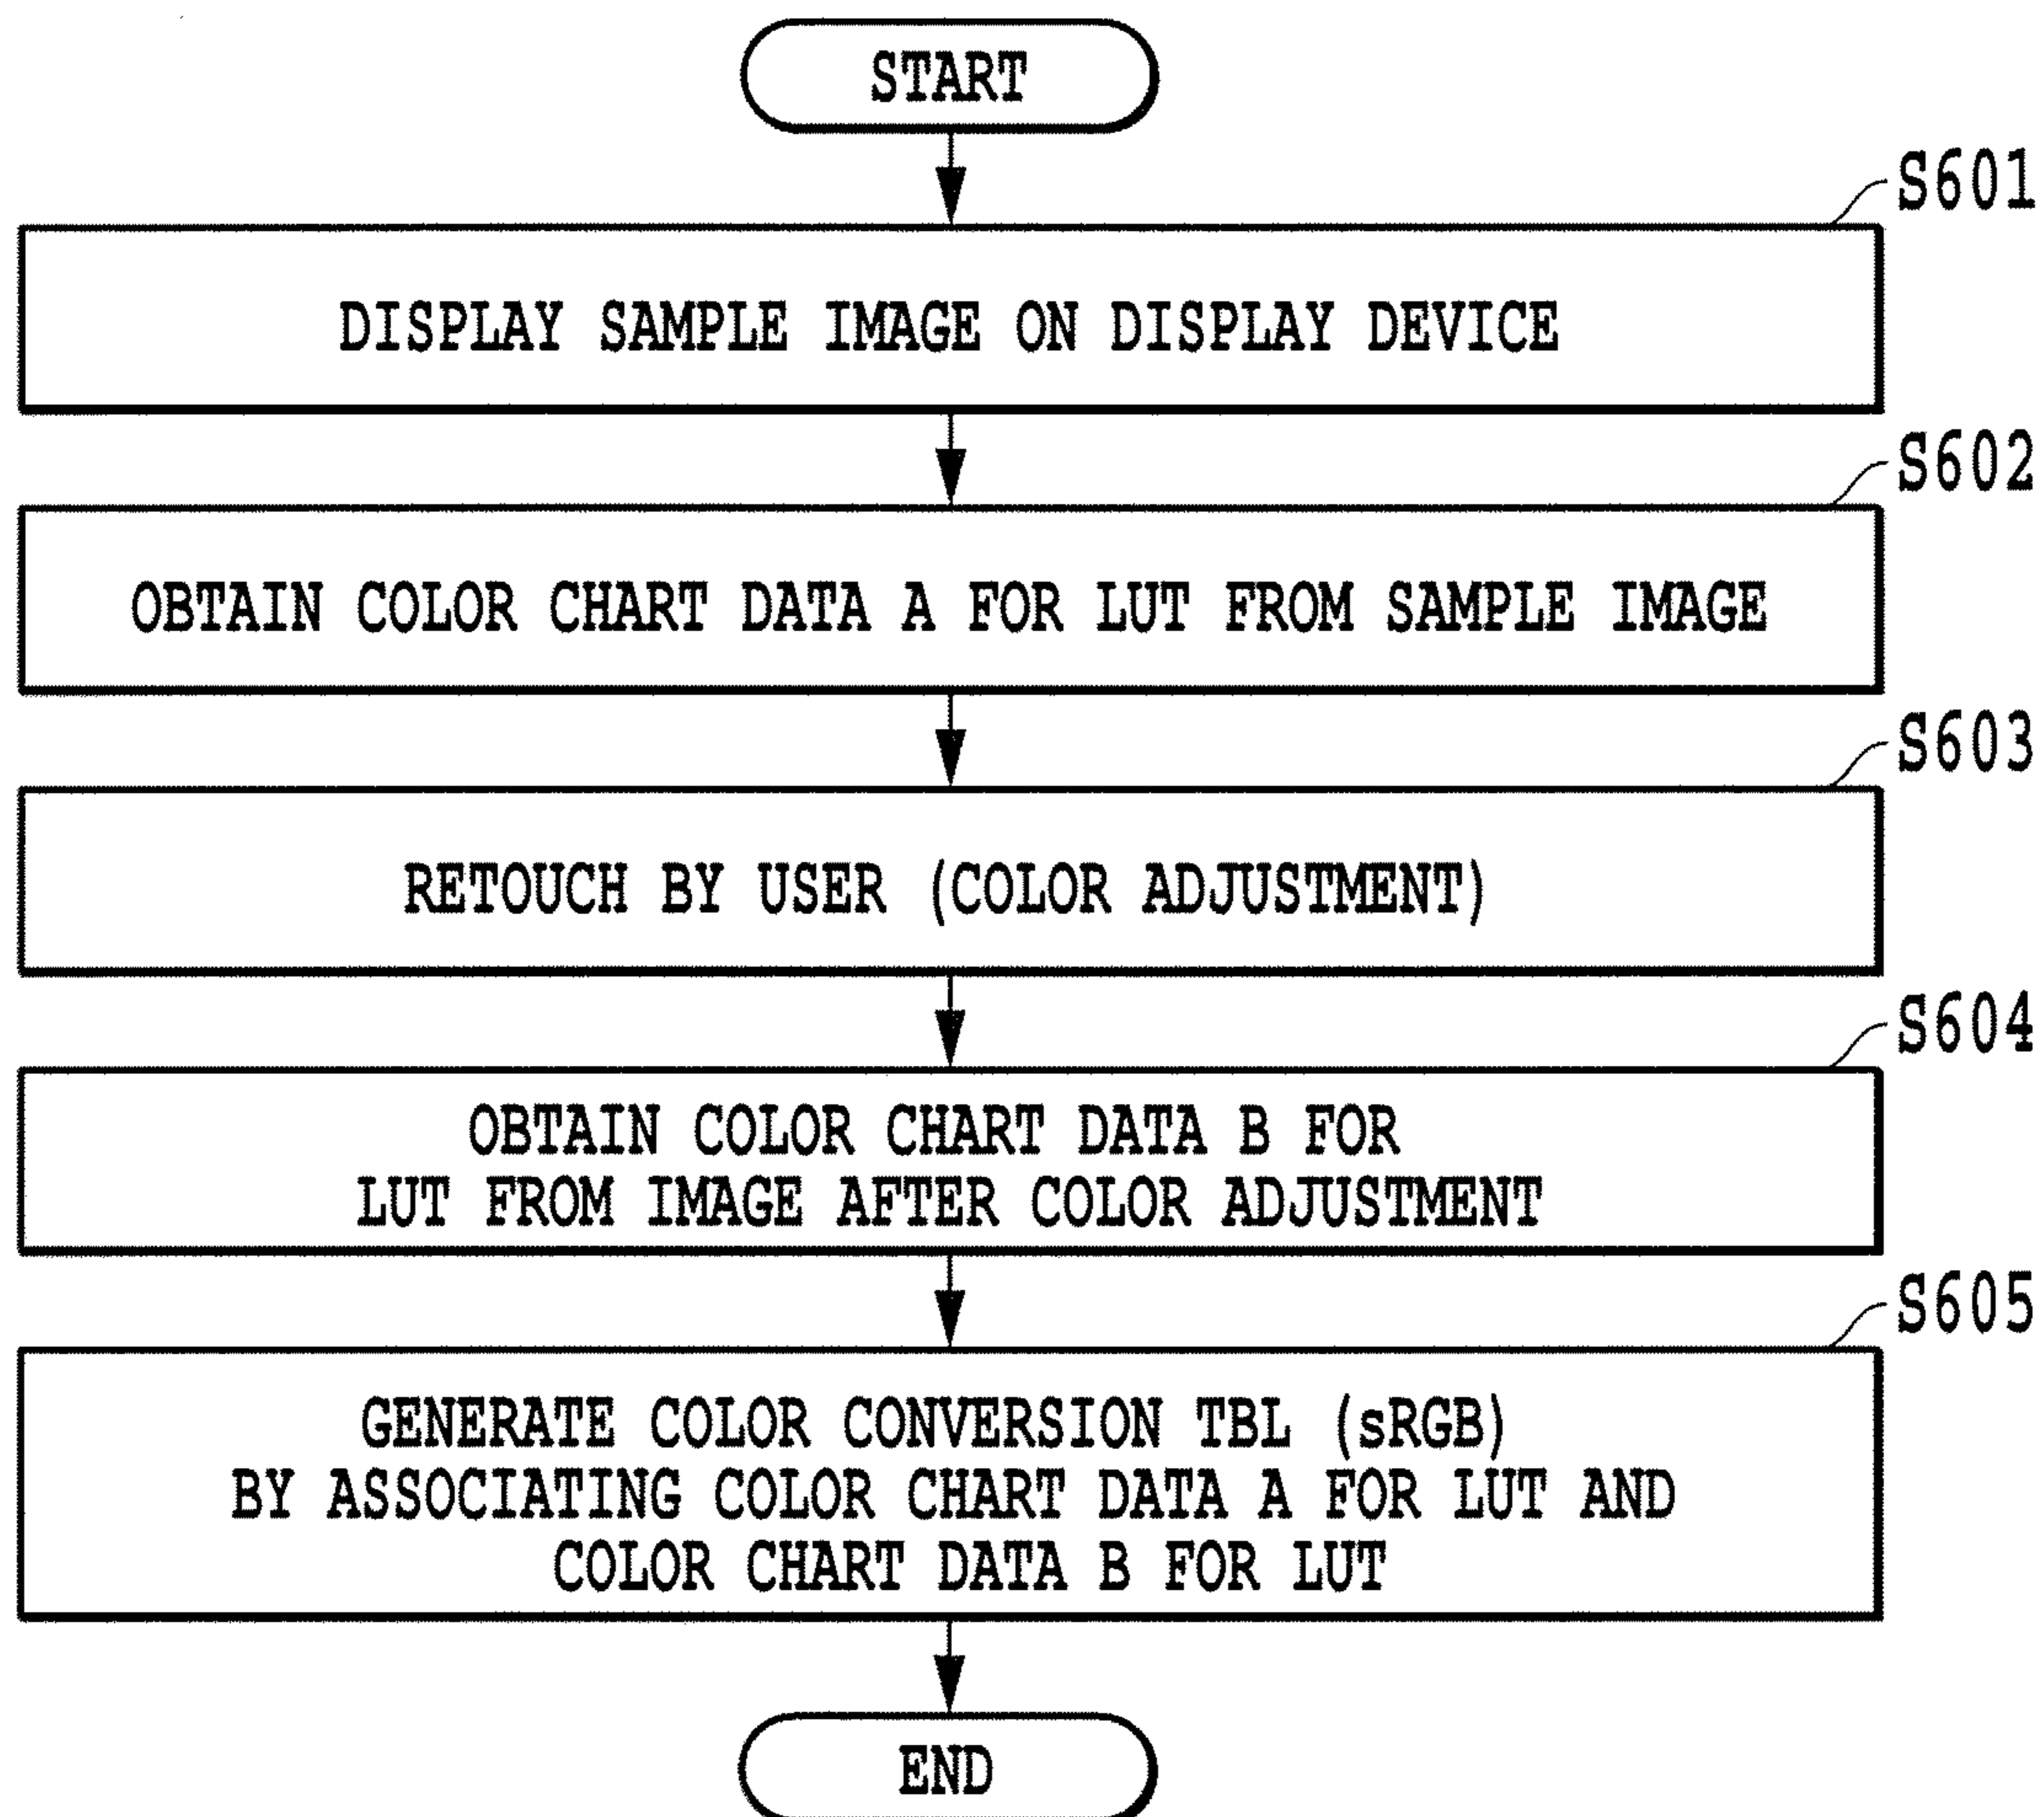 START
S601
DISPLAY SAMPLE IMAGE ON DISPLAY DEVICE
S602
OBTAIN COLOR CHART DATA A FOR LUT FROM SAMPLE IMAGE
S603
RETOUCH BY USER (COLOR ADJUSTMENT)
S604
OBTAIN COLOR CHART DATA B FOR
LUT FROM IMAGE AFTER COLOR ADJUSTMENT
S605
GENERATE COLOR CONVERSION TBL (sRGB)
BY ASSOCIATING COLOR CHART DATA A FOR LUT AND
COLOR CHART DATA B FOR LUT
END